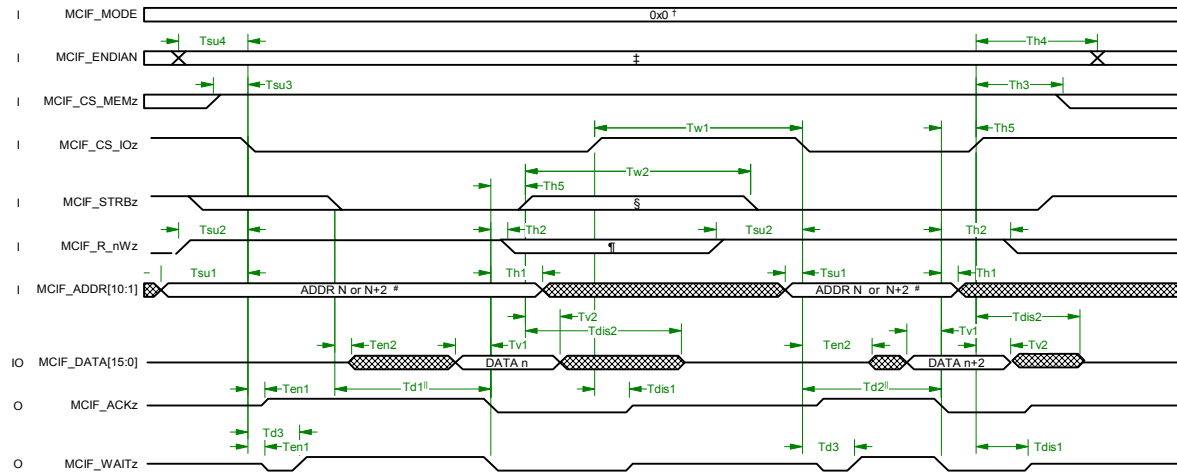 I MCIF_MODE 0x0 †
Tsu4 Th4
I MCIF_ENDIAN ‡
Tsu3 Th3
I MCIF_CS_MEMz
Tw1 Th5
I MCIF_CS_IOz
Tw2
Th5
I MCIF_STRBz §
Tsu2 Th2 Tsu2 Th2
I MCIF_R_nWz ¶
Tsu1 Th1 Tsu1 Th1
I MCIF_ADDR[10:1] ADDR N or N+2 # ADDR N or N+2 #
Tv2 Tdis2
Tdis2
Ten2 Tv1 Ten2 Tv1 Tv2
IO MCIF_DATA[15:0] DATA n DATA n+2
Ten1 Td1|| Tdis1 Td2||
O MCIF_ACKz
Td3
Ten1 Td3 Tdis1
O MCIF_WAITz